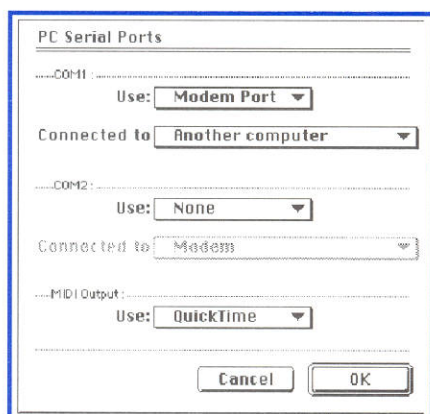 PC Serial Ports
COM1:
Use: Modem Port
Connected to Another computer
COM2:
Use: None
Connected to Modem
MIDI Output:
Use: QuickTime
Cancel OK